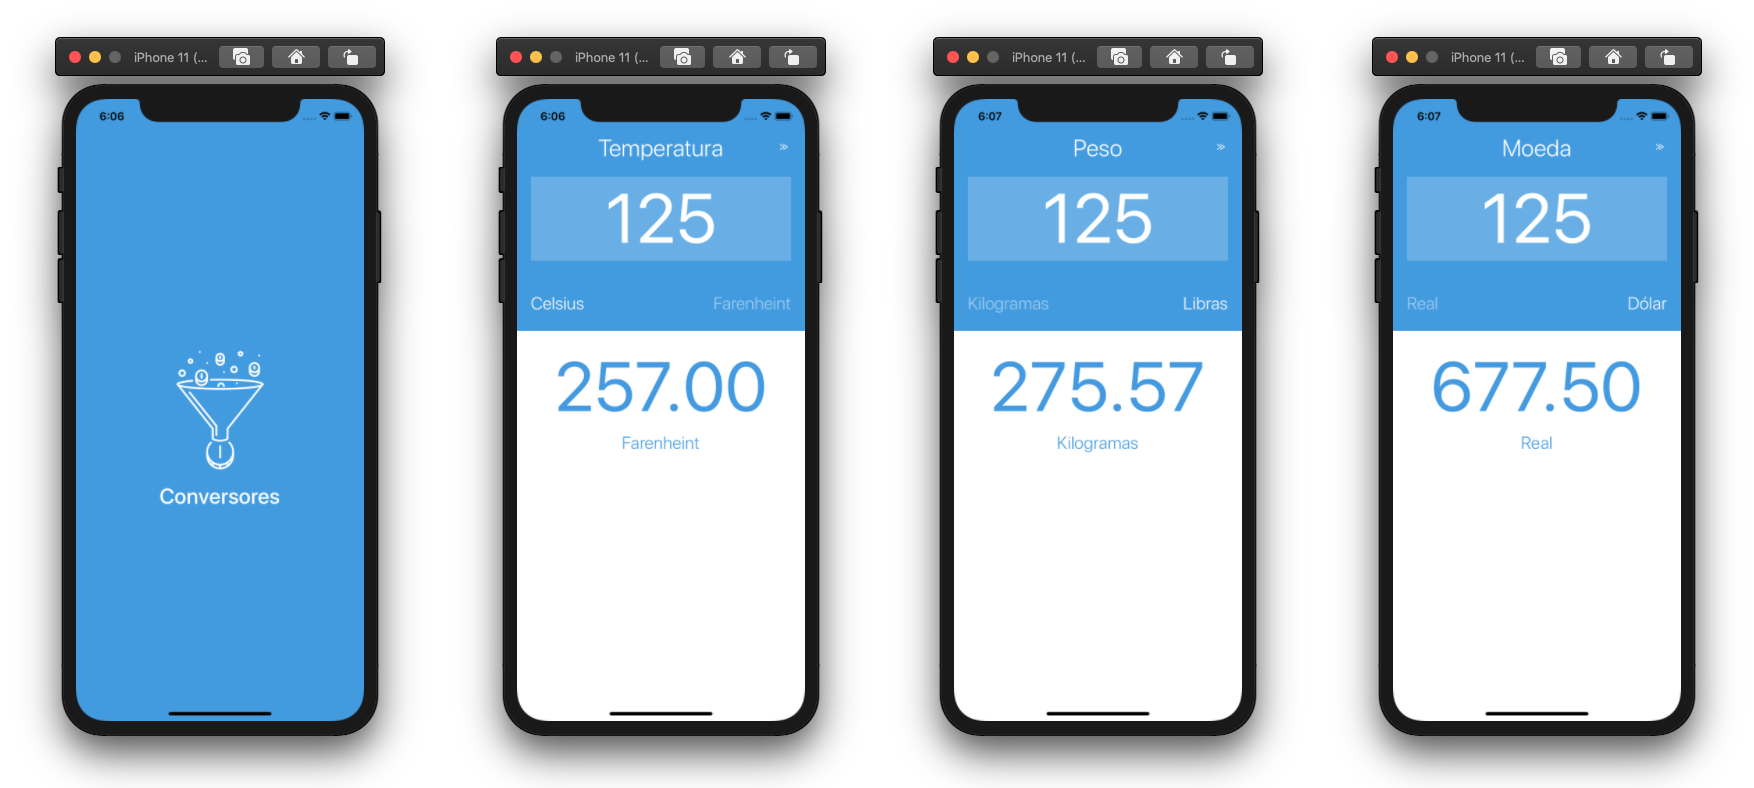 iPhone 11 (...
6:06
Conversores
iPhone 11 (...
6:06
Temperatura
»
125
Celsius Farenheint
257.00
Farenheint
iPhone 11 (...
6:07
Peso
»
125
Kilogramas Libras
275.57
Kilogramas
iPhone 11 (...
6:07
Moeda
»
125
Real Dólar
677.50
Real